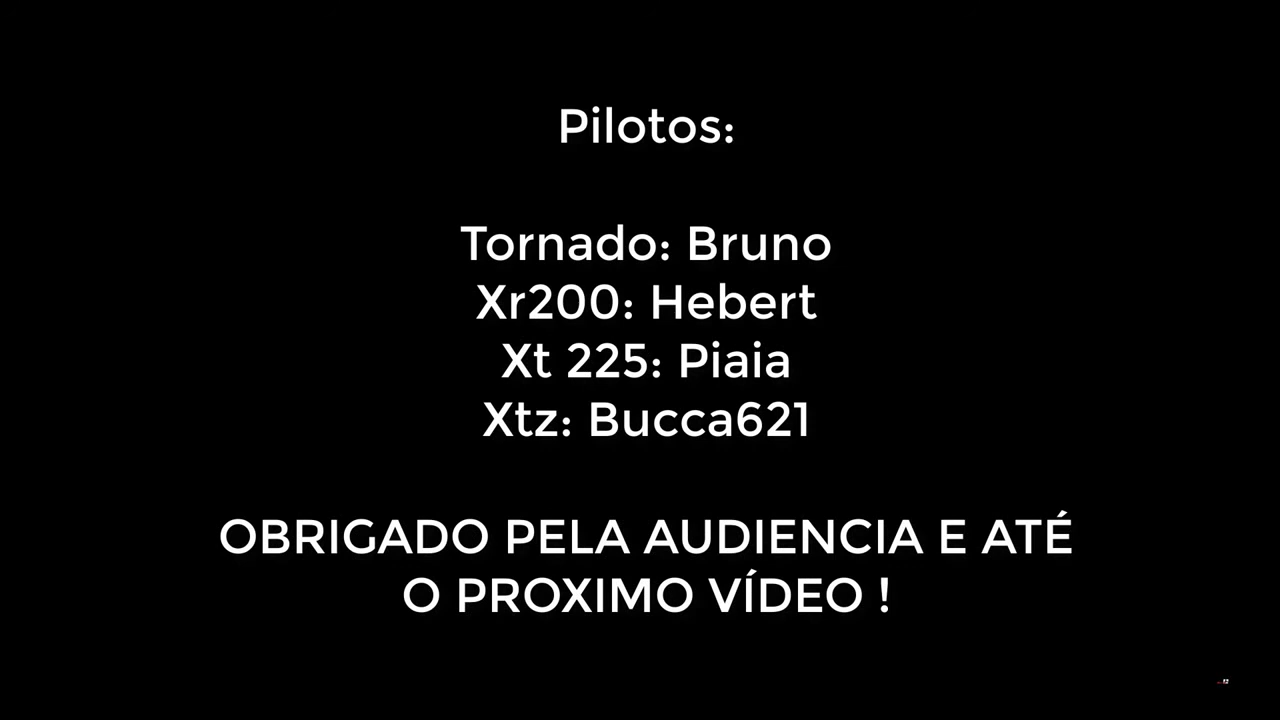 Pilotos:
Tornado: Bruno
Xr200: Hebert
Xt 225: Piaia
Xtz: Bucca621
OBRIGADO PELA AUDIENCIA E ATÉ
O PROXIMO VÍDEO !